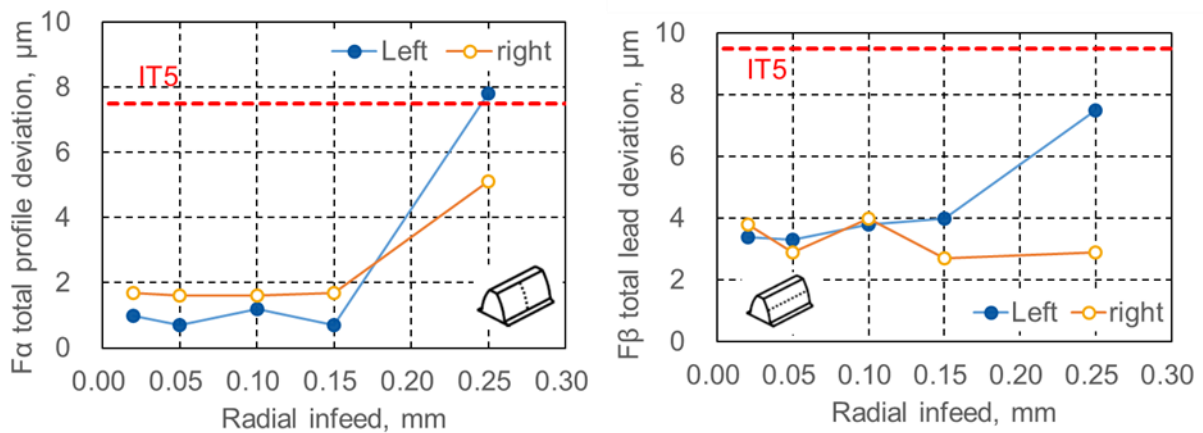 Fα total profile deviation, μm
10
8
6
4
2
0
Left
right
IT5
0.00 0.05 0.10 0.15 0.20 0.25 0.30
Radial infeed, mm
Fβ total lead deviation, μm
10
8
6
4
2
0
IT5
Left
right
0.00 0.05 0.10 0.15 0.20 0.25 0.30
Radial infeed, mm